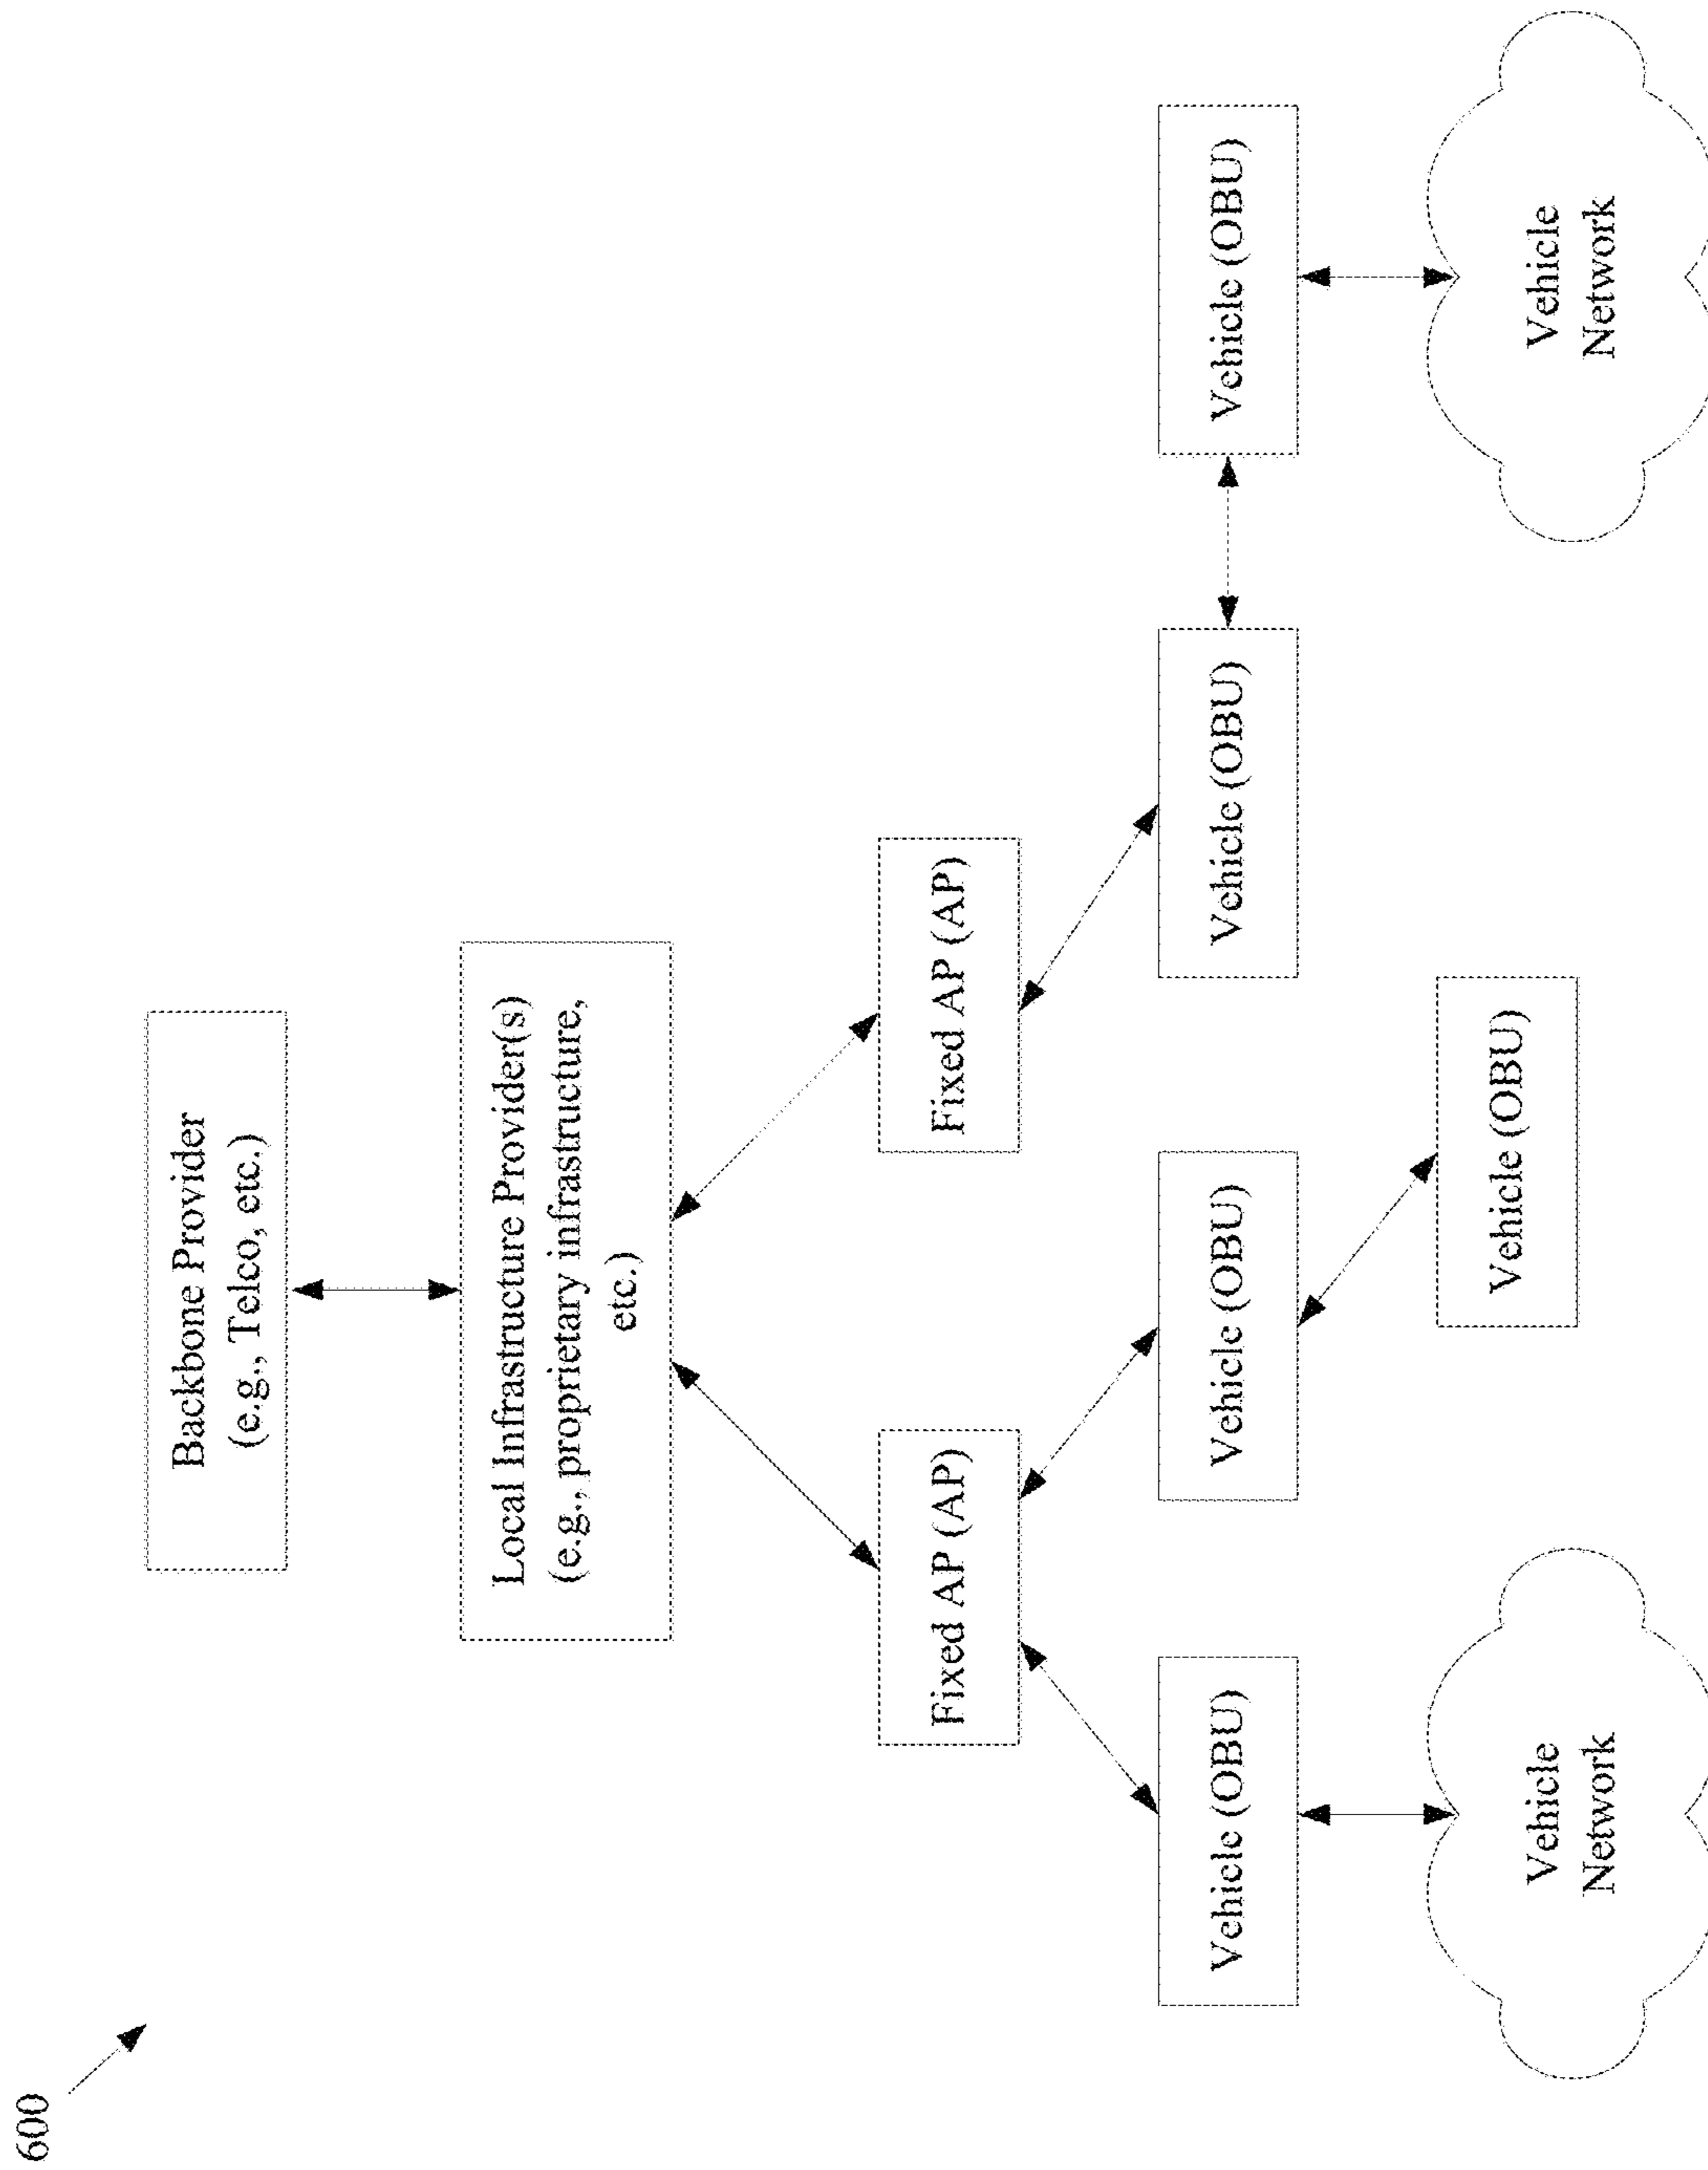 600
Backbone Provider
(e.g., Telco, etc.)
Local Infrastructure Provider(s)
(e.g., proprietary infrastructure,
etc.)
Fixed AP (AP)
Fixed AP (AP)
Vehicle (OBU)
Vehicle (OBU)
Vehicle (OBU)
Vehicle (OBU)
Vehicle
Network
Vehicle (OBU)
Vehicle
Network